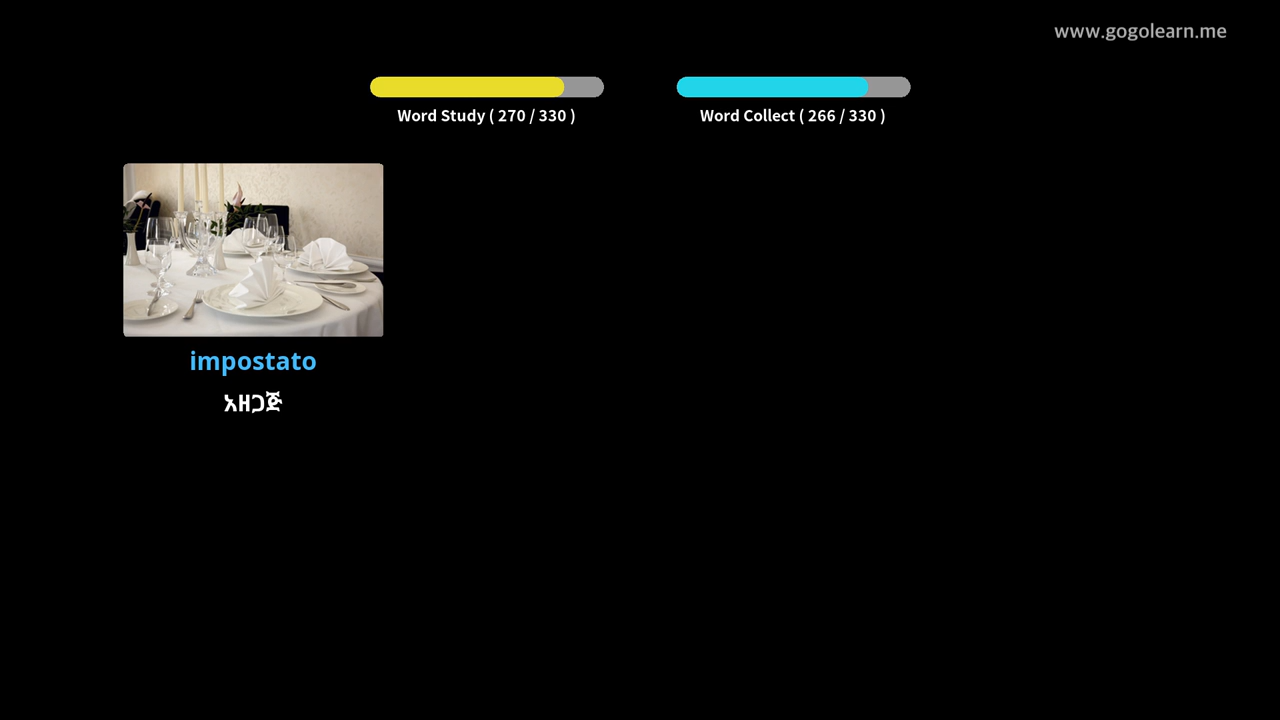 www.gogolearn.me
Word Study ( 270 / 330 )
Word Collect ( 266 / 330 )
impostato
አዘጋጅ